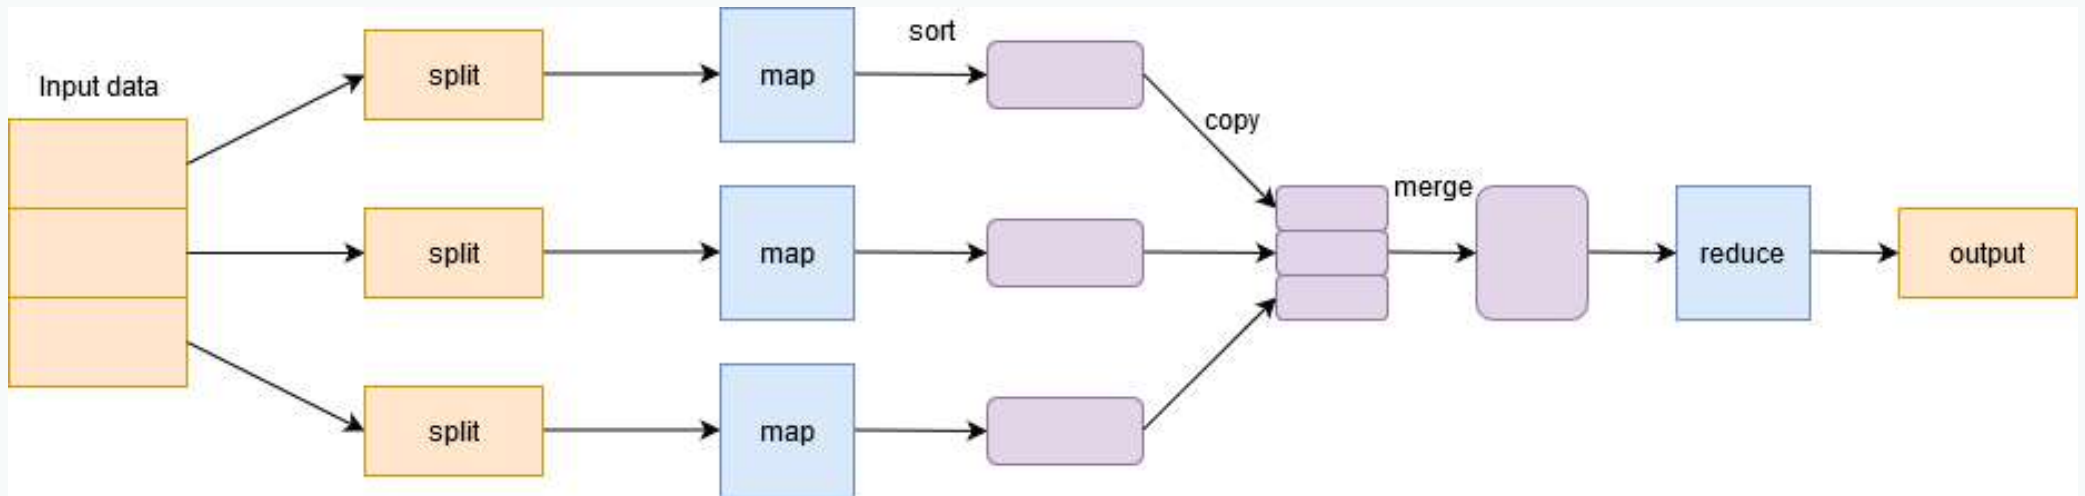 Input data
split
map
sort
copy
split
map
merge
reduce
output
split
map